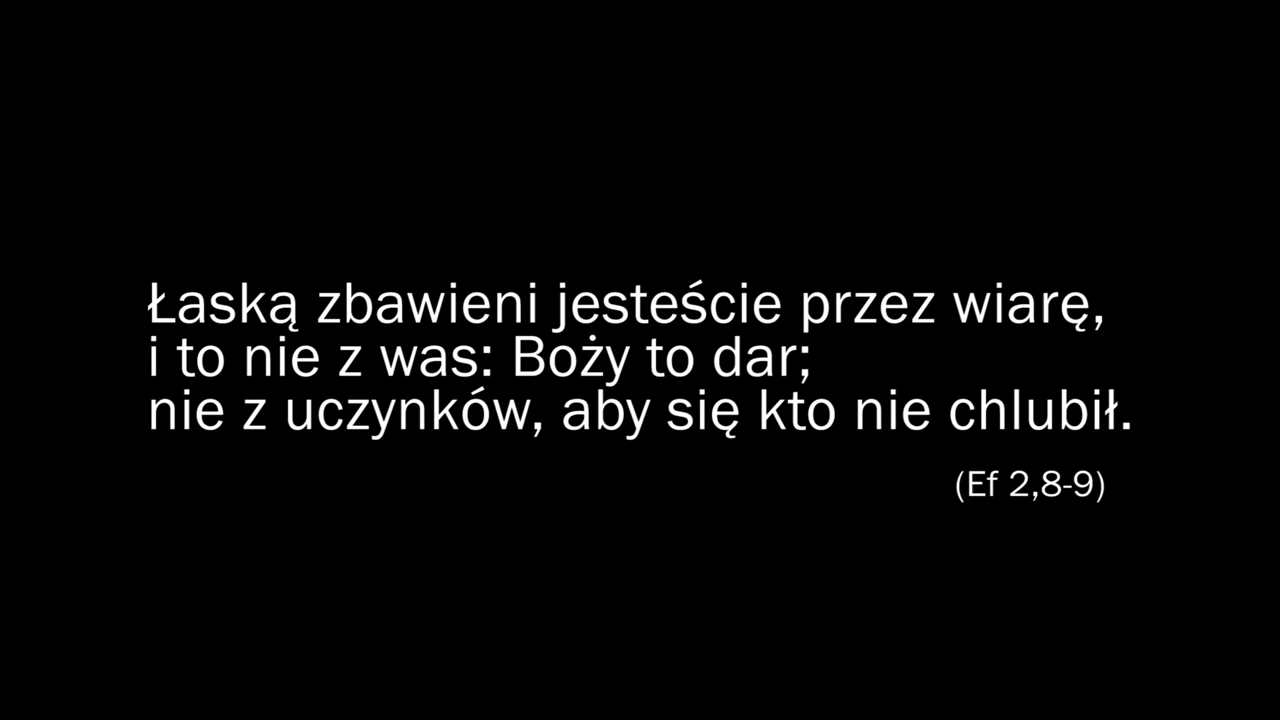 Łaską zbawieni jesteście przez wiarę,
i to nie z was: Boży to dar;
nie z uczynków, aby się kto nie chlubił.
(Ef 2,8-9)